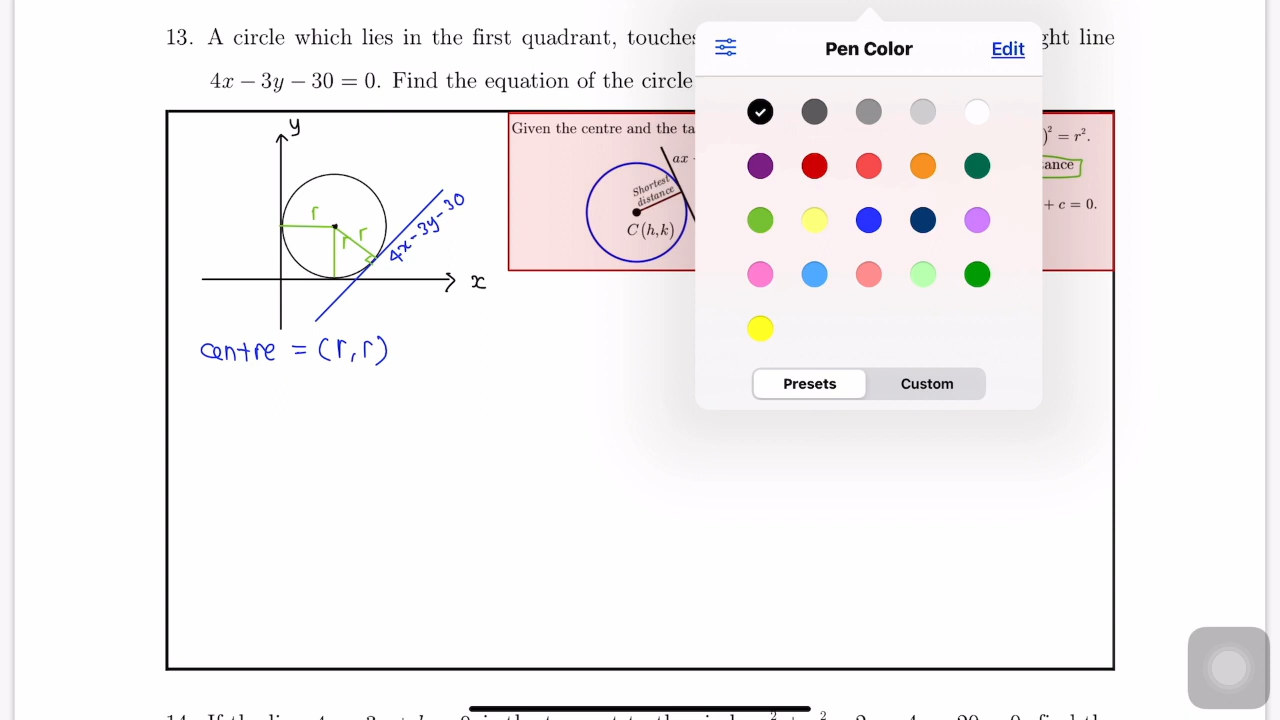 13. A circle which lies in the first quadrant, touches ght line
4x − 3y − 30 = 0. Find the equation of the circle
Pen Color
Edit
Given the centre and the ta )² = r².
ax
ance
Shortest
distance
+ c = 0.
C(h, k)
y
r
r
r
4x-3y-30
x
centre = (r, r)
Presets
Custom